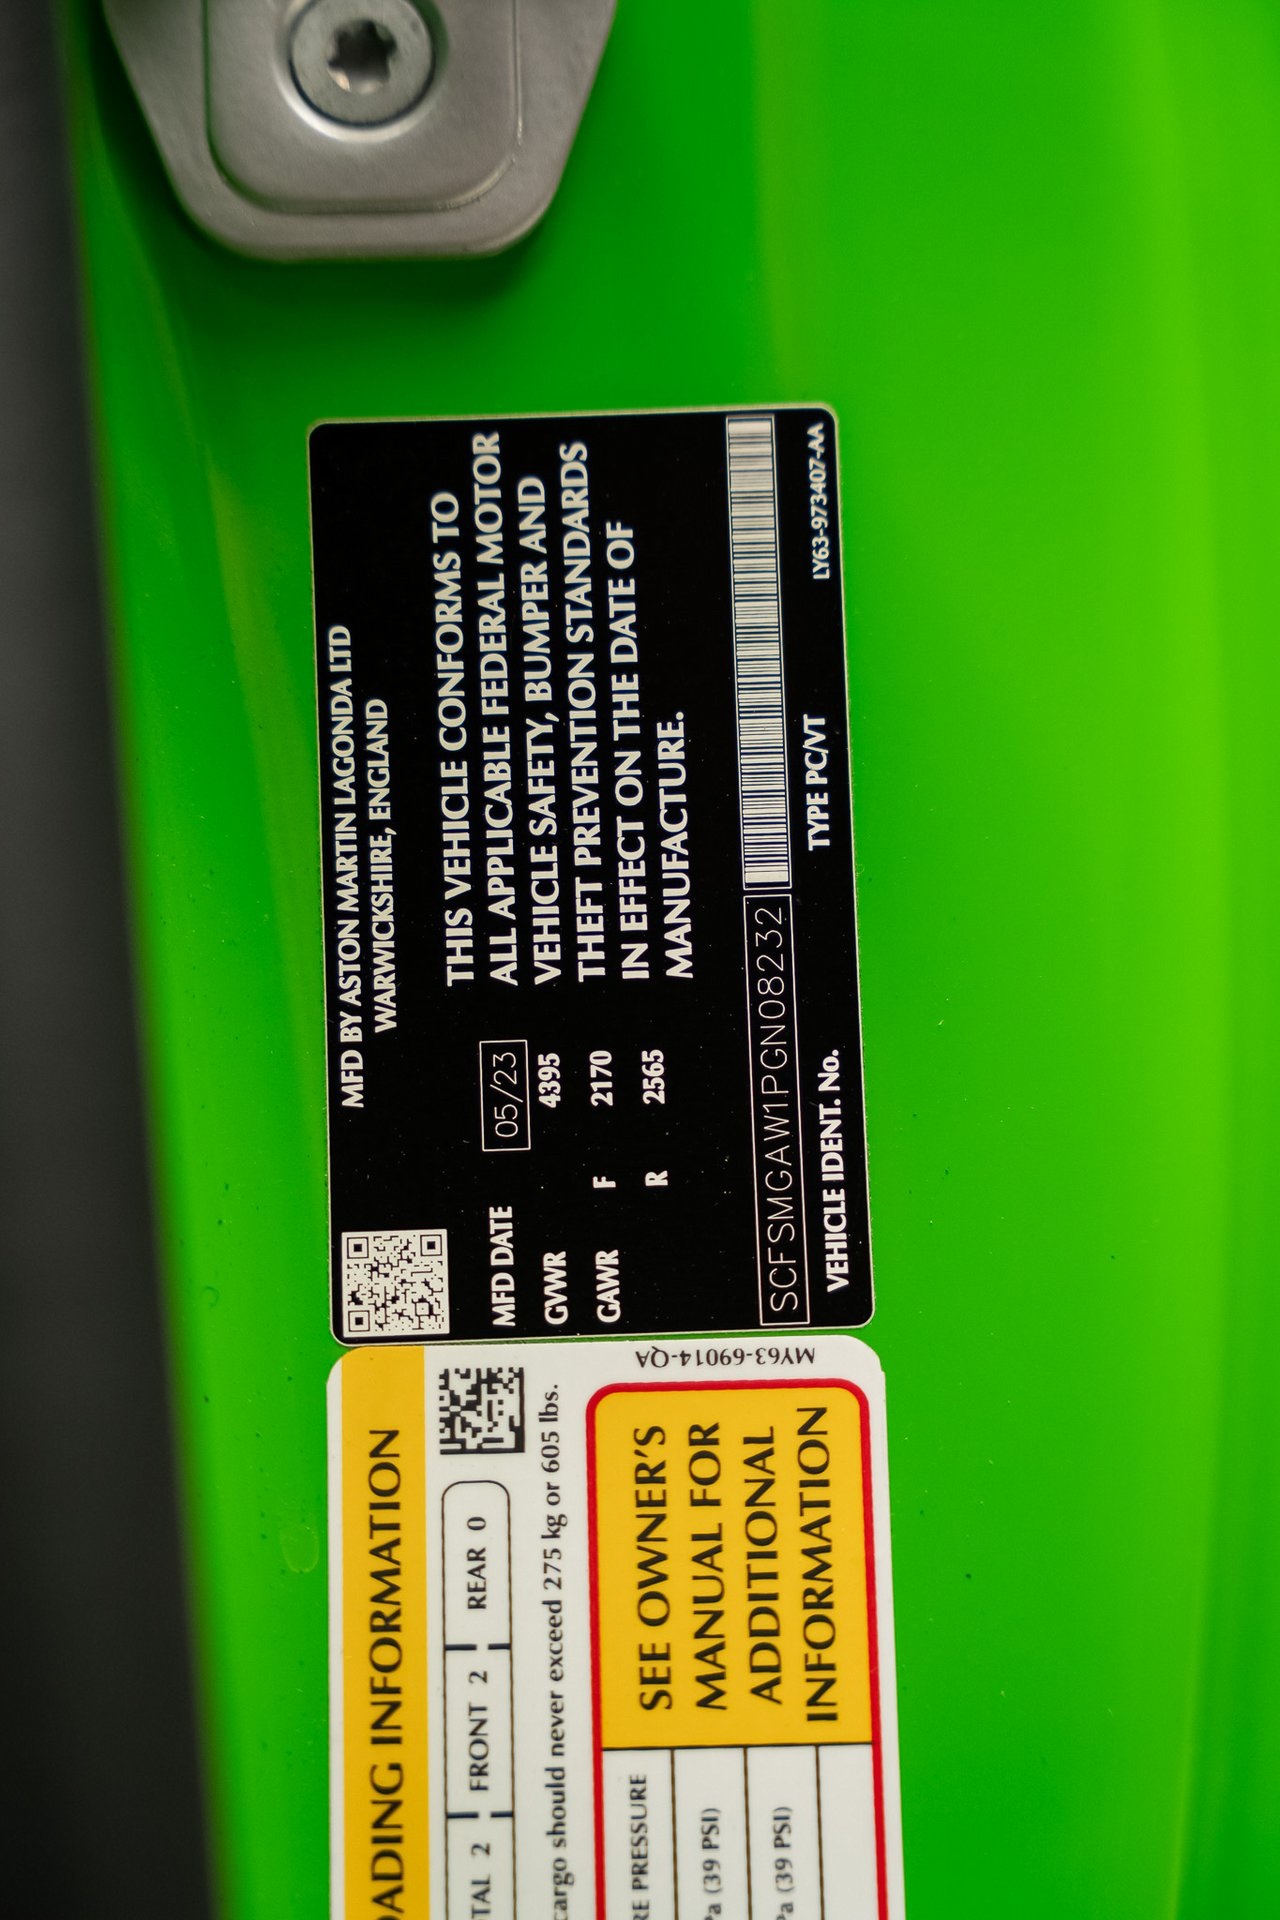 MFD BY ASTON MARTIN LAGONDA LTD
WARWICKSHIRE, ENGLAND
MFD DATE 05/23
GVWR 4395
GAWR F 2170
R 2565
THIS VEHICLE CONFORMS TO
ALL APPLICABLE FEDERAL MOTOR
VEHICLE SAFETY, BUMPER AND
THEFT PREVENTION STANDARDS
IN EFFECT ON THE DATE OF
MANUFACTURE.
SCFSMGAW1PGN08232
VEHICLE IDENT. No. TYPE PC/VT LY63-973407-AA
OADING INFORMATION
TAL 2 FRONT 2 REAR 0
cargo should never exceed 275 kg or 605 lbs.
RE PRESSURE
Pa (39 PSI)
Pa (39 PSI)
SEE OWNER'S
MANUAL FOR
ADDITIONAL
INFORMATION
MY63-69014-QA